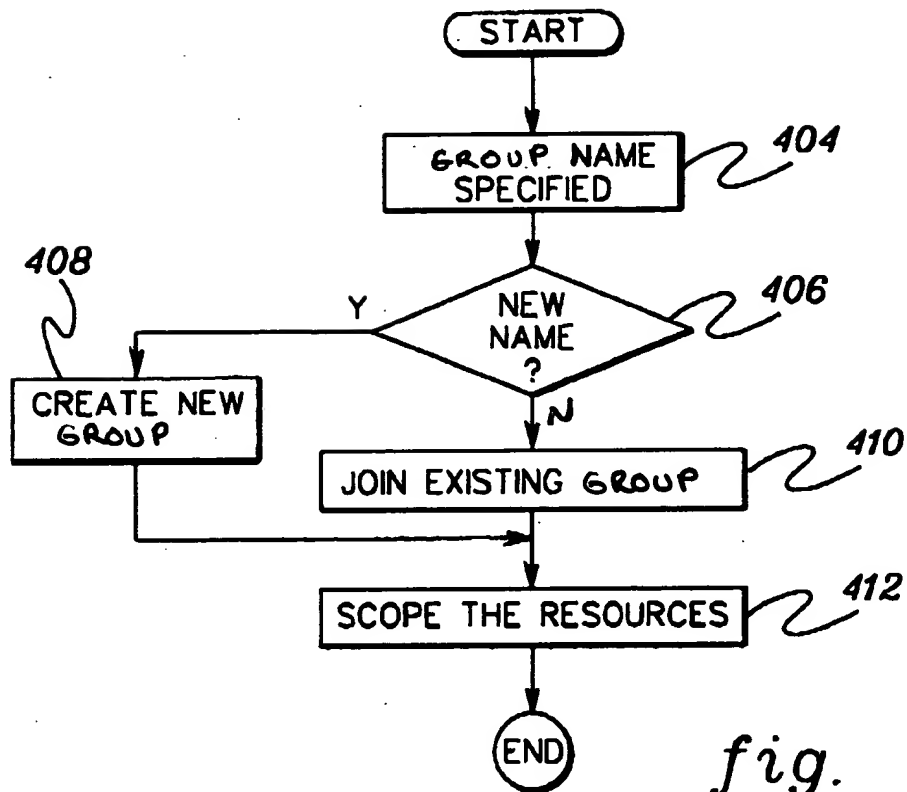 START
GROUP NAME
SPECIFIED
404
408
Y
NEW
NAME
?
406
CREATE NEW
GROUP
N
JOIN EXISTING GROUP
410
SCOPE THE RESOURCES
412
END
fig.